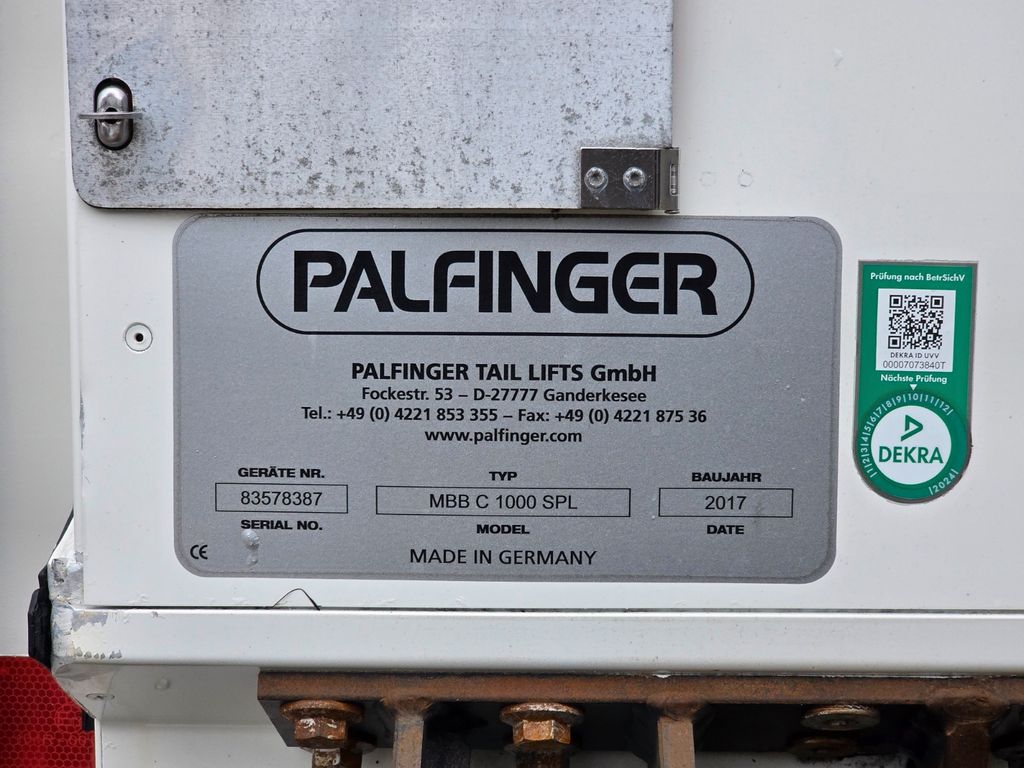 PALFINGER
PALFINGER TAIL LIFTS GmbH
Fockestr. 53 – D-27777 Ganderkesee
Tel.: +49 (0) 4221 853 355 – Fax: +49 (0) 4221 875 36
www.palfinger.com
GERÄTE NR. TYP BAUJAHR
83578387 MBB C 1000 SPL 2017
SERIAL NO. MODEL DATE
CE MADE IN GERMANY
Prüfung nach BetrSichV
DEKRA ID UVV
00007073840T
Nächste Prüfung
|1|2|3|4|5|6|7|8|9|10|11|12|
DEKRA
|2024|